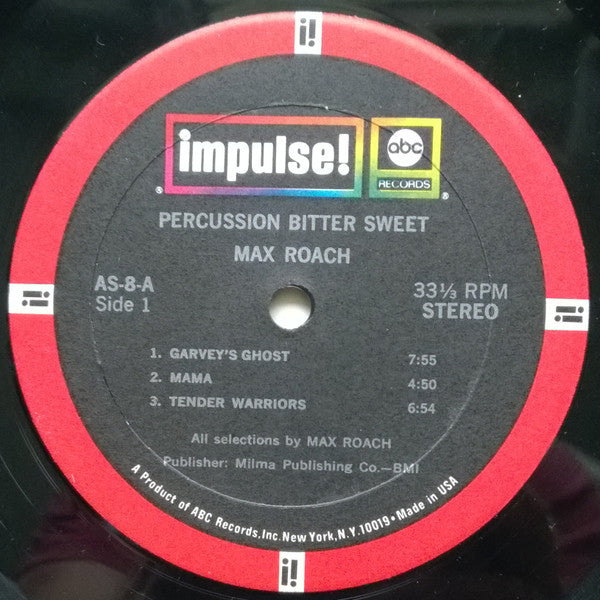 impulse!
abc
RECORDS
®
®
PERCUSSION BITTER SWEET
MAX ROACH
AS-8-A
Side 1
33⅓ RPM
STEREO
1. GARVEY'S GHOST 7:55
2. MAMA 4:50
3. TENDER WARRIORS 6:54
All selections by MAX ROACH
Publisher: Milma Publishing Co.—BMI
A Product of ABC Records, Inc. New York, N.Y. 10019 • Made in USA